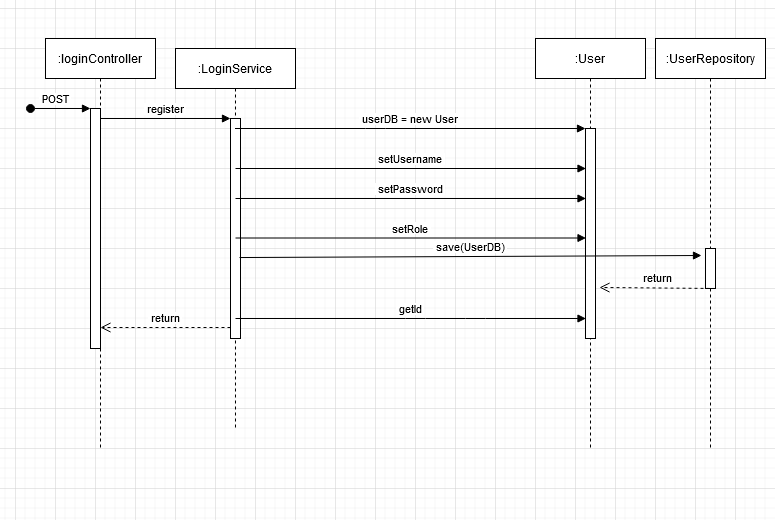 :loginController
:LoginService
:User
:UserRepository
POST
register
userDB = new User
setUsername
setPassword
setRole
save(UserDB)
return
getId
return